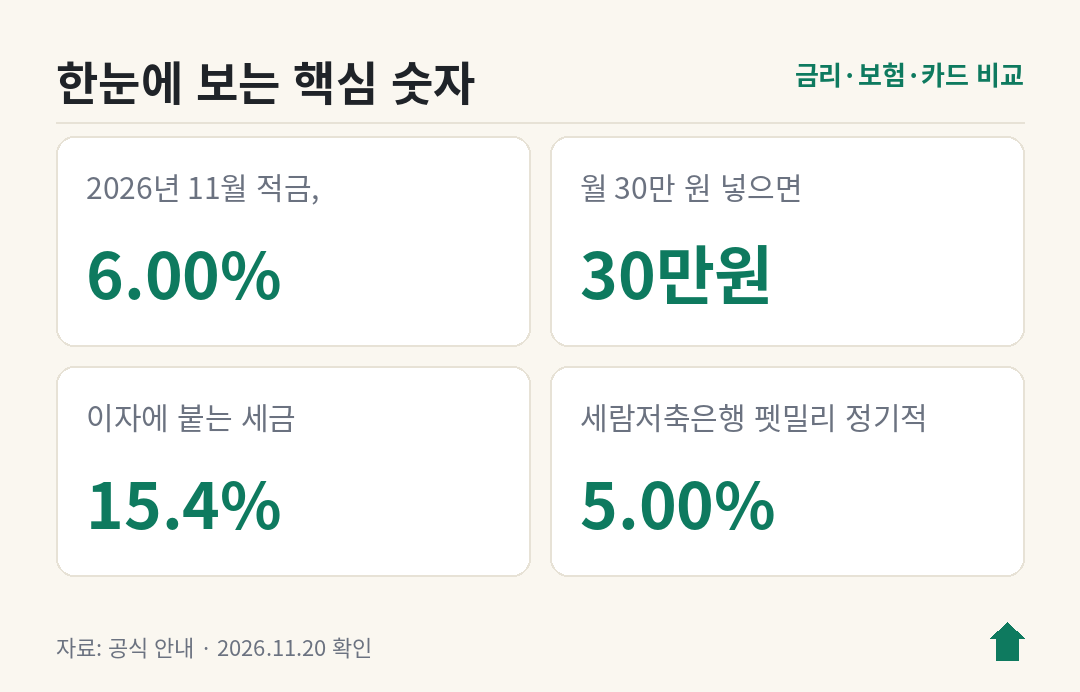 한눈에 보는 핵심 숫자
금리·보험·카드 비교
2026년 11월 적금,
6.00%
월 30만 원 넣으면
30만원
이자에 붙는 세금
15.4%
세람저축은행 펫밀리 정기적
5.00%
자료: 공식 안내 · 2026.11.20 확인